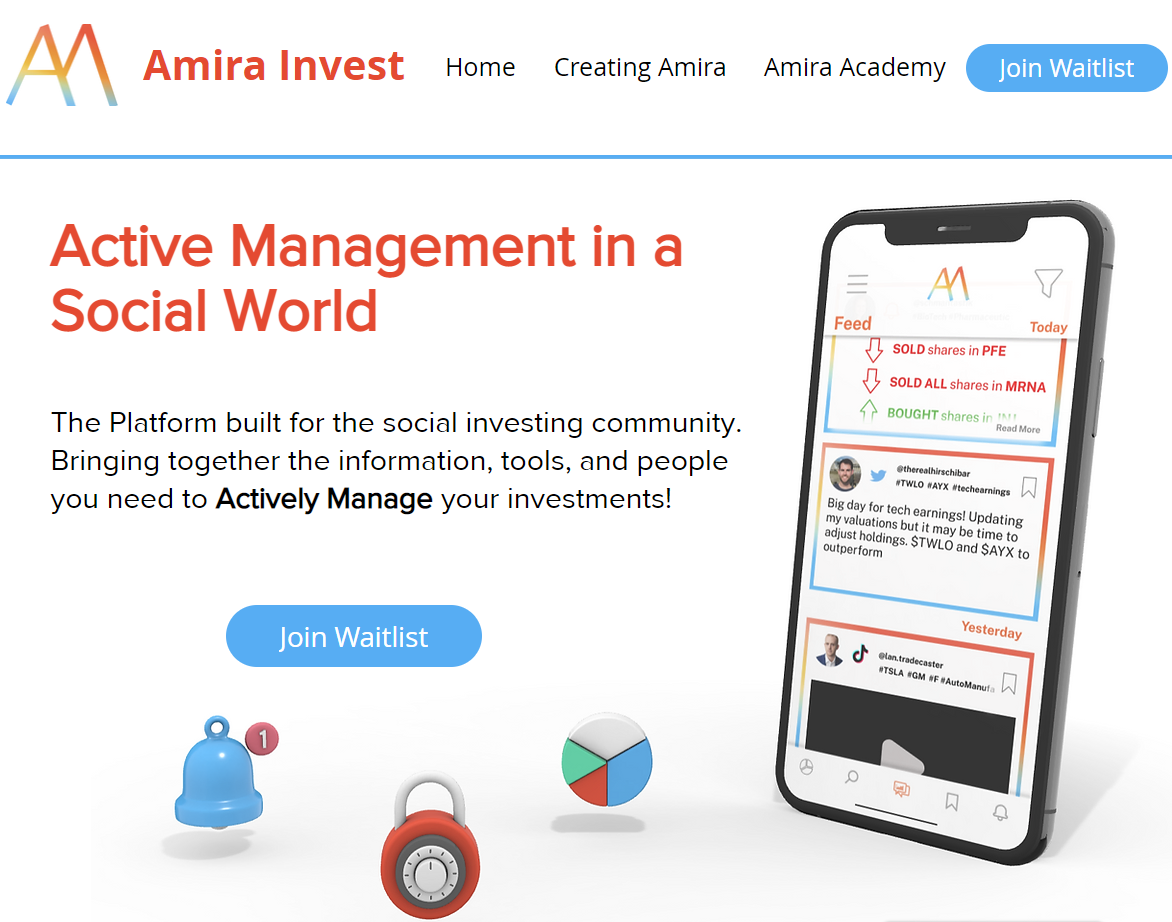 Amira Invest
Home
Creating Amira
Amira Academy
Join Waitlist
Active Management in a
Social World
The Platform built for the social investing community.
Bringing together the information, tools, and people
you need to Actively Manage your investments!
Join Waitlist
1
Feed
Today
SOLD shares in PFE
SOLD ALL shares in MRNA
BOUGHT shares in JNJ
Read More
@therealhirschibar
#TWLO #AYX #techearnings
Big day for tech earnings! Updating
my valuations but it may be time to
adjust holdings. $TWLO and $AYX to
outperform
Yesterday
@Ian.tradecaster
#TSLA #GM #F #AutoManufa